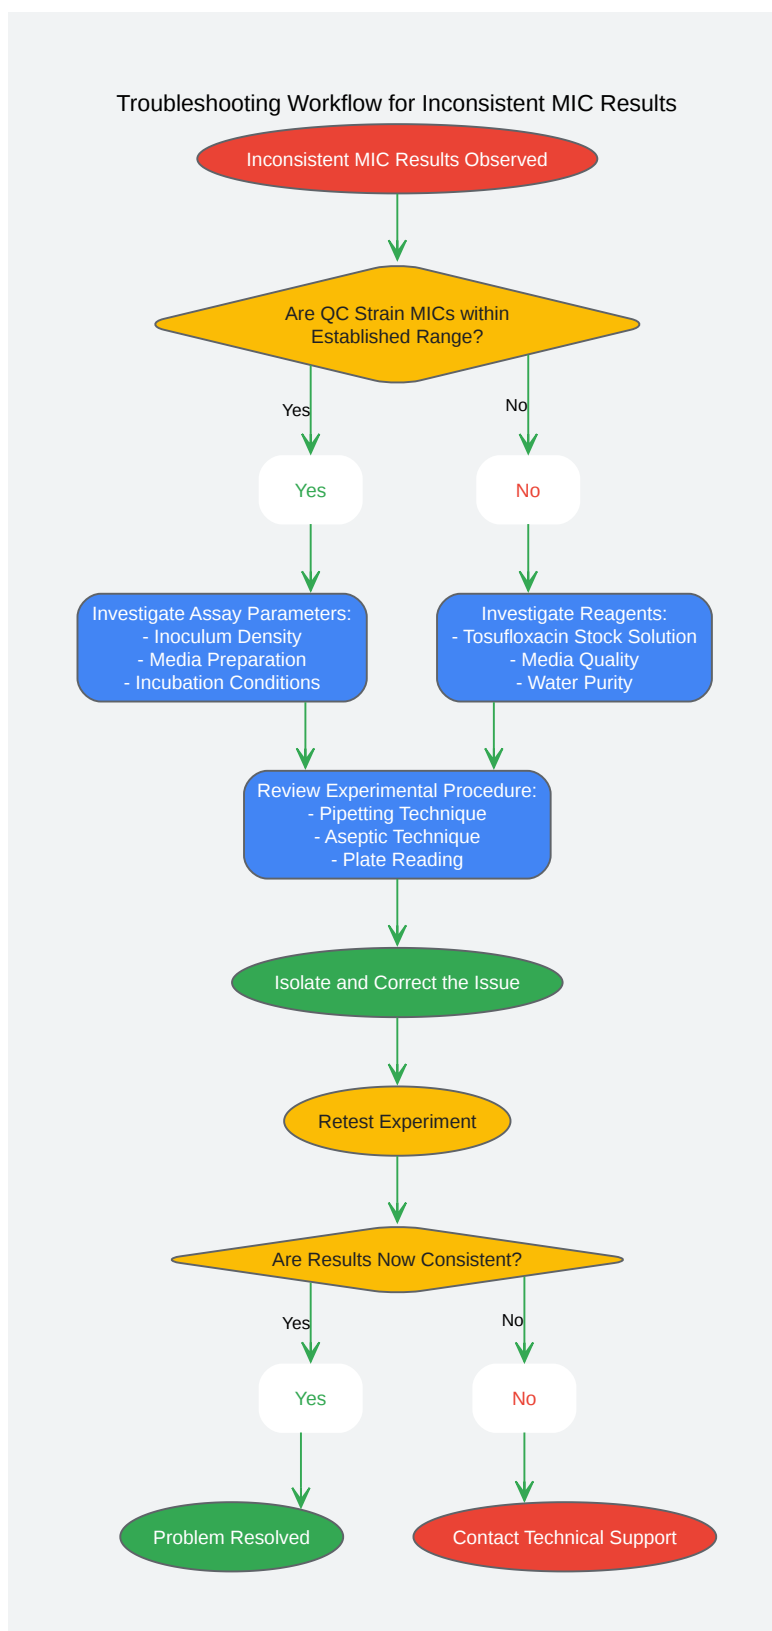 Troubleshooting Workflow for Inconsistent MIC Results
Inconsistent MIC Results Observed
Are QC Strain MICs within
Established Range?
Yes
No
Yes
No
Investigate Assay Parameters:
- Inoculum Density
- Media Preparation
- Incubation Conditions
Investigate Reagents:
- Tosufloxacin Stock Solution
- Media Quality
- Water Purity
Review Experimental Procedure:
- Pipetting Technique
- Aseptic Technique
- Plate Reading
Isolate and Correct the Issue
Retest Experiment
Are Results Now Consistent?
Yes
No
Yes
No
Problem Resolved
Contact Technical Support